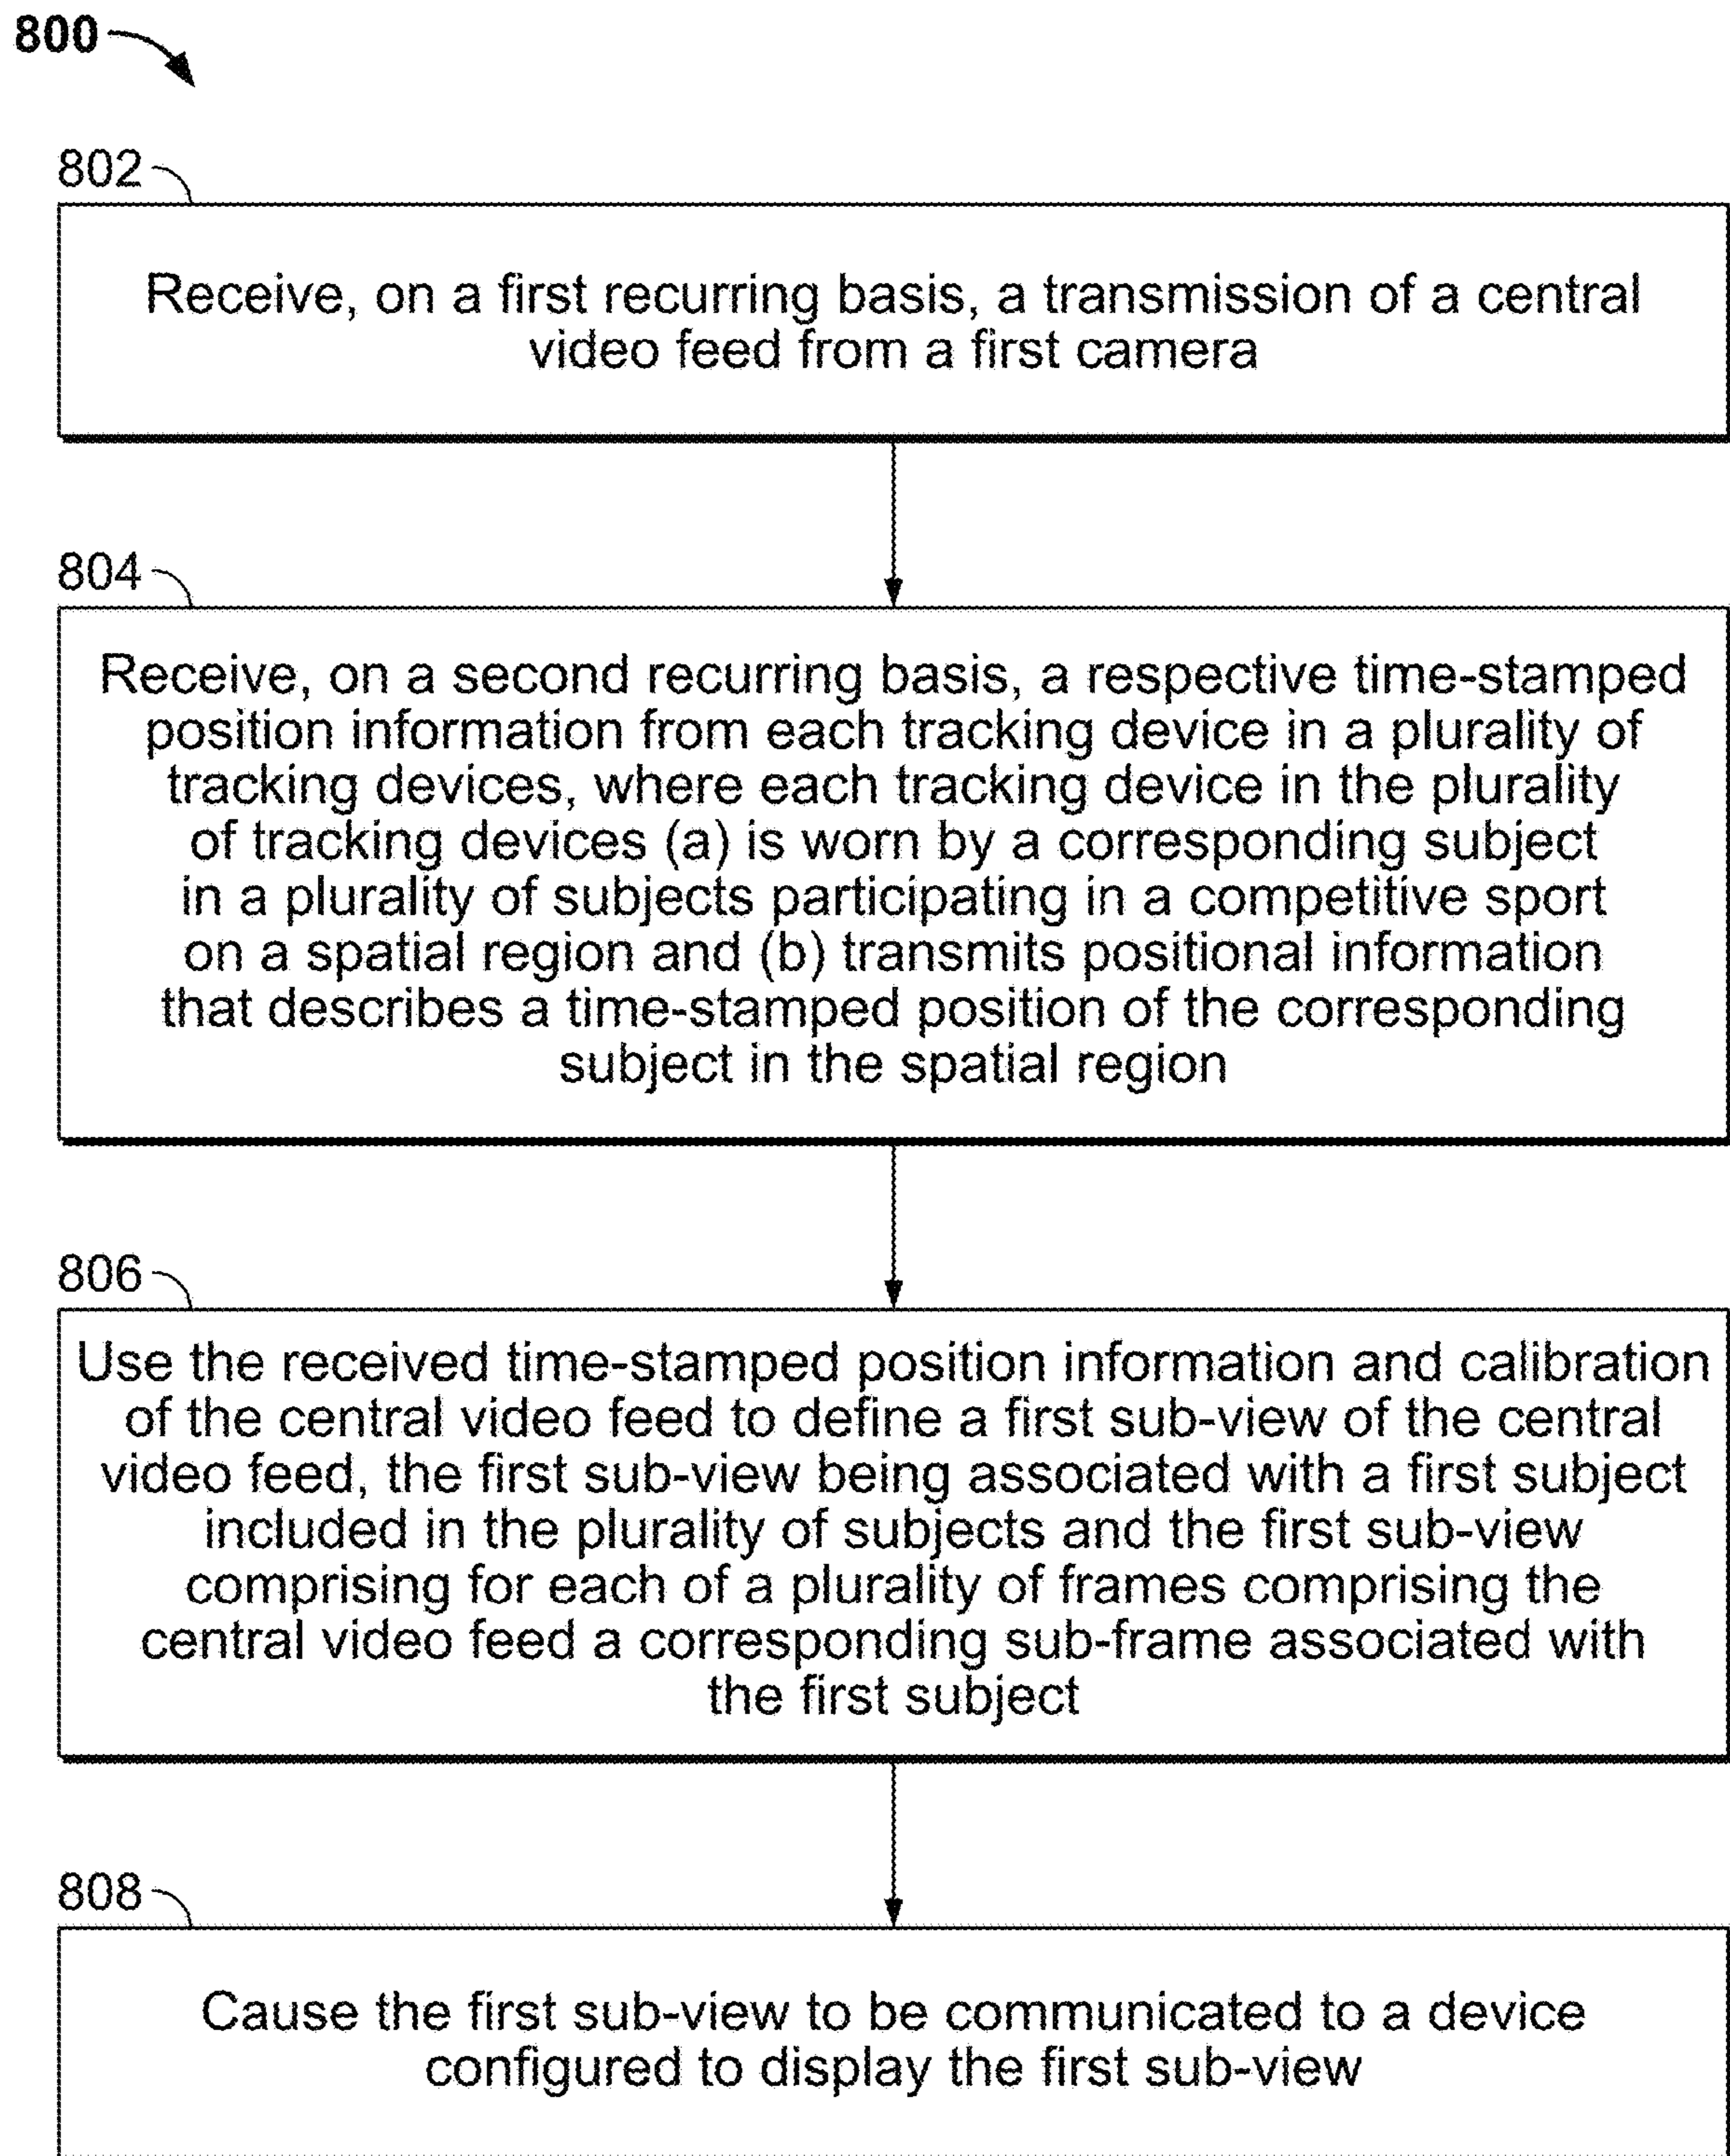 800
802
Receive, on a first recurring basis, a transmission of a central
video feed from a first camera
804
Receive, on a second recurring basis, a respective time-stamped
position information from each tracking device in a plurality of
tracking devices, where each tracking device in the plurality
of tracking devices (a) is worn by a corresponding subject
in a plurality of subjects participating in a competitive sport
on a spatial region and (b) transmits positional information
that describes a time-stamped position of the corresponding
subject in the spatial region
806
Use the received time-stamped position information and calibration
of the central video feed to define a first sub-view of the central
video feed, the first sub-view being associated with a first subject
included in the plurality of subjects and the first sub-view
comprising for each of a plurality of frames comprising the
central video feed a corresponding sub-frame associated with
the first subject
808
Cause the first sub-view to be communicated to a device
configured to display the first sub-view